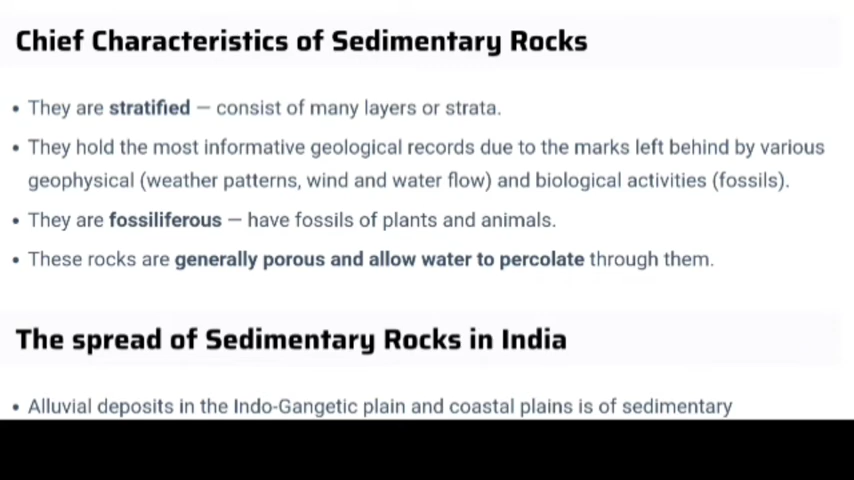 Chief Characteristics of Sedimentary Rocks
• They are stratified — consist of many layers or strata.
• They hold the most informative geological records due to the marks left behind by various
geophysical (weather patterns, wind and water flow) and biological activities (fossils).
• They are fossiliferous — have fossils of plants and animals.
• These rocks are generally porous and allow water to percolate through them.
The spread of Sedimentary Rocks in India
• Alluvial deposits in the Indo-Gangetic plain and coastal plains is of sedimentary